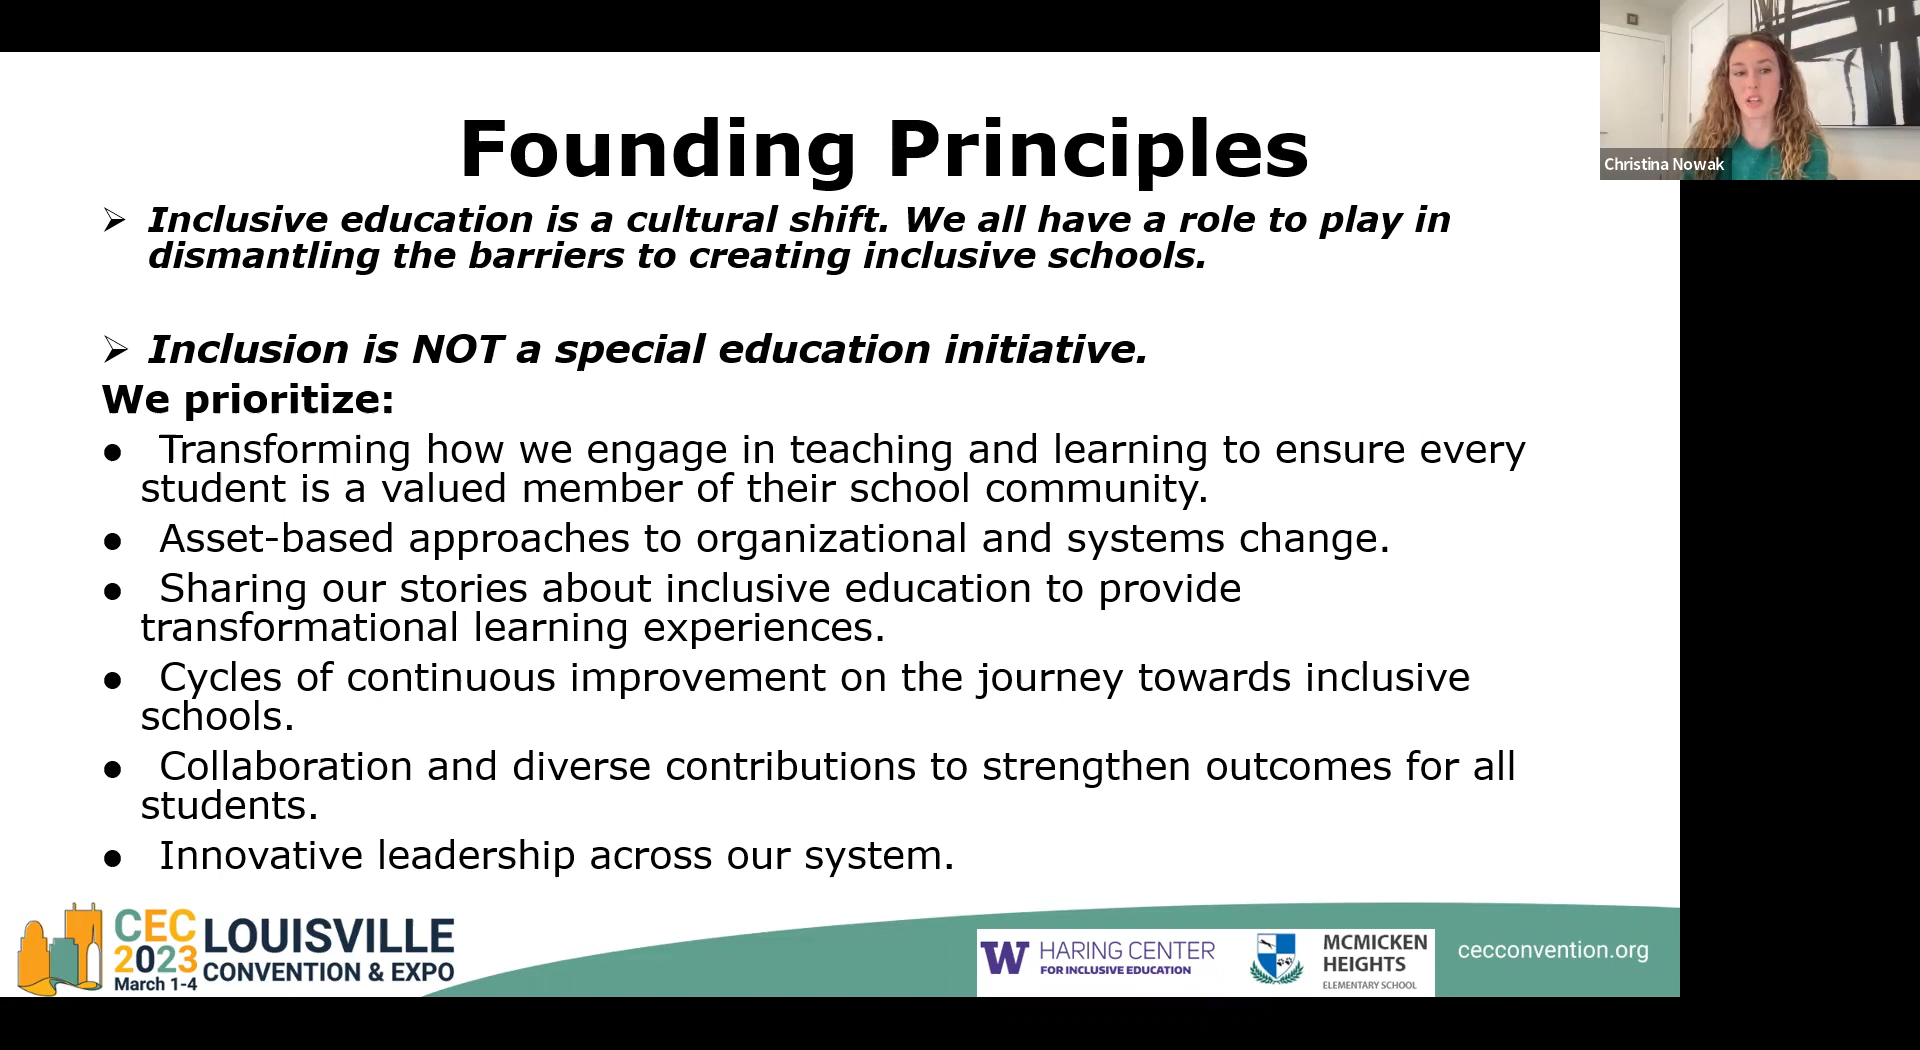 Founding Principles
➢ Inclusive education is a cultural shift. We all have a role to play in
dismantling the barriers to creating inclusive schools.
➢ Inclusion is NOT a special education initiative.
We prioritize:
● Transforming how we engage in teaching and learning to ensure every
student is a valued member of their school community.
● Asset-based approaches to organizational and systems change.
● Sharing our stories about inclusive education to provide
transformational learning experiences.
● Cycles of continuous improvement on the journey towards inclusive
schools.
● Collaboration and diverse contributions to strengthen outcomes for all
students.
● Innovative leadership across our system.
Christina Nowak
CEC
2023
March 1-4
LOUISVILLE
CONVENTION & EXPO
W
HARING CENTER
FOR INCLUSIVE EDUCATION
MCMICKEN
HEIGHTS
ELEMENTARY SCHOOL
cecconvention.org